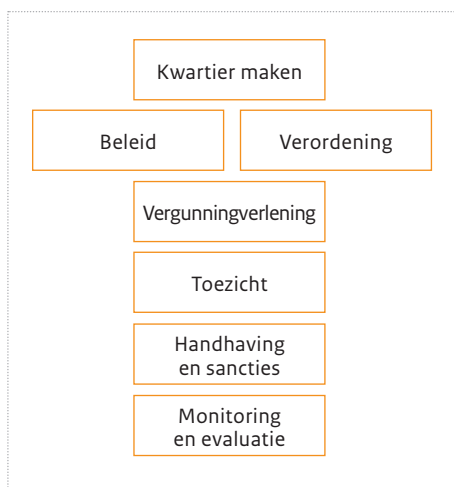 Kwartier maken
Beleid
Verordening
Vergunningverlening
Toezicht
Handhaving
en sancties
Monitoring
en evaluatie